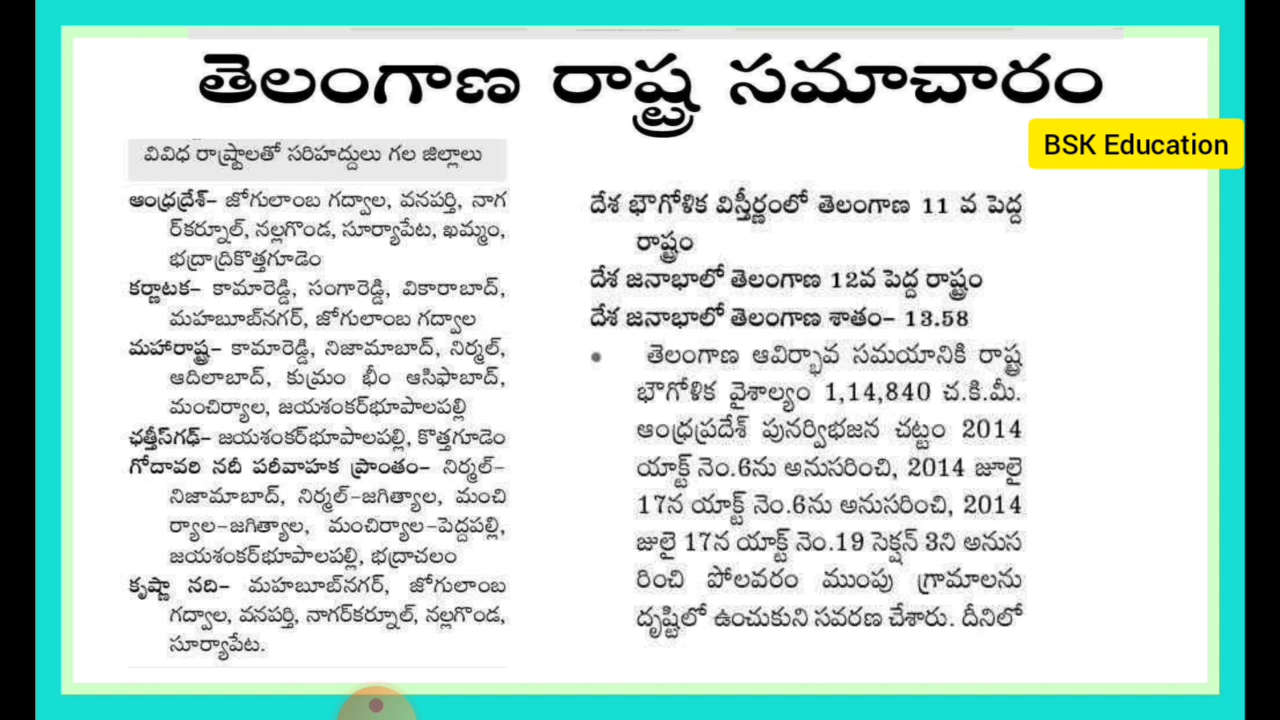 తెలంగాణ రాష్ట్ర సమాచారం
BSK Education
వివిధ రాష్ట్రాలతో సరిహద్దులు గల జిల్లాలు
ఆంధ్రదేశ్– జోగులాంబ గద్వాల, వనపర్తి, నాగ
ర్‌కర్నూల్, నల్లగొండ, సూర్యాపేట, ఖమ్మం,
భద్రాద్రికొత్తగూడెం
కర్ణాటక– కామారెడ్డి, సంగారెడ్డి, వికారాబాద్,
మహబూబ్‌నగర్, జోగులాంబ గద్వాల
మహారాష్ట్ర– కామారెడ్డి, నిజామాబాద్, నిర్మల్,
ఆదిలాబాద్, కుమ్రం భీం ఆసిఫాబాద్,
మంచిర్యాల, జయశంకర్‌భూపాలపల్లి
ఛత్తీస్‌గఢ్– జయశంకర్‌భూపాలపల్లి, కొత్తగూడెం
గోదావరి నదీ పరీవాహక ప్రాంతం– నిర్మల్–
నిజామాబాద్, నిర్మల్–జగిత్యాల, మంచి
ర్యాల–జగిత్యాల, మంచిర్యాల–పెద్దపల్లి,
జయశంకర్‌భూపాలపల్లి, భద్రాచలం
కృష్ణా నది– మహబూబ్‌నగర్, జోగులాంబ
గద్వాల, వనపర్తి, నాగర్‌కర్నూల్, నల్లగొండ,
సూర్యాపేట.
దేశ భౌగోళిక విస్తీర్ణంలో తెలంగాణ 11 వ పెద్ద
రాష్ట్రం
దేశ జనాభాలో తెలంగాణ 12వ పెద్ద రాష్ట్రం
దేశ జనాభాలో తెలంగాణ శాతం– 13.58
• తెలంగాణ ఆవిర్భావ సమయానికి రాష్ట్ర
భౌగోళిక వైశాల్యం 1,14,840 చ.కి.మీ.
ఆంధ్రప్రదేశ్ పునర్విభజన చట్టం 2014
యాక్ట్ నెం.6ను అనుసరించి, 2014 జూలై
17న యాక్ట్ నెం.6ను అనుసరించి, 2014
జులై 17న యాక్ట్ నెం.19 సెక్షన్ 3ని అనుస
రించి పోలవరం ముంపు గ్రామాలను
దృష్టిలో ఉంచుకుని సవరణ చేశారు. దీనిలో